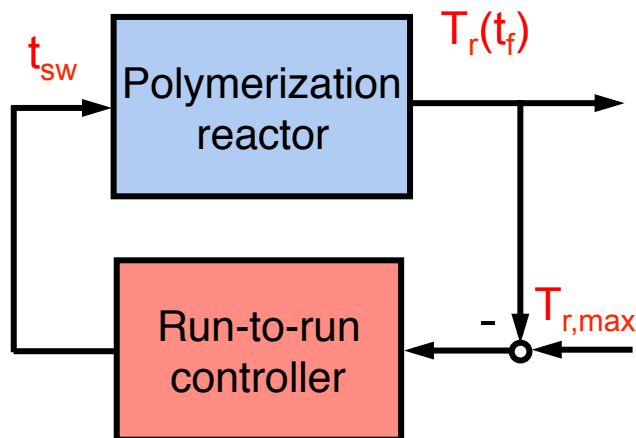 t_sw
T_r(t_f)
Polymerization
reactor
-
T_r,max
Run-to-run
controller